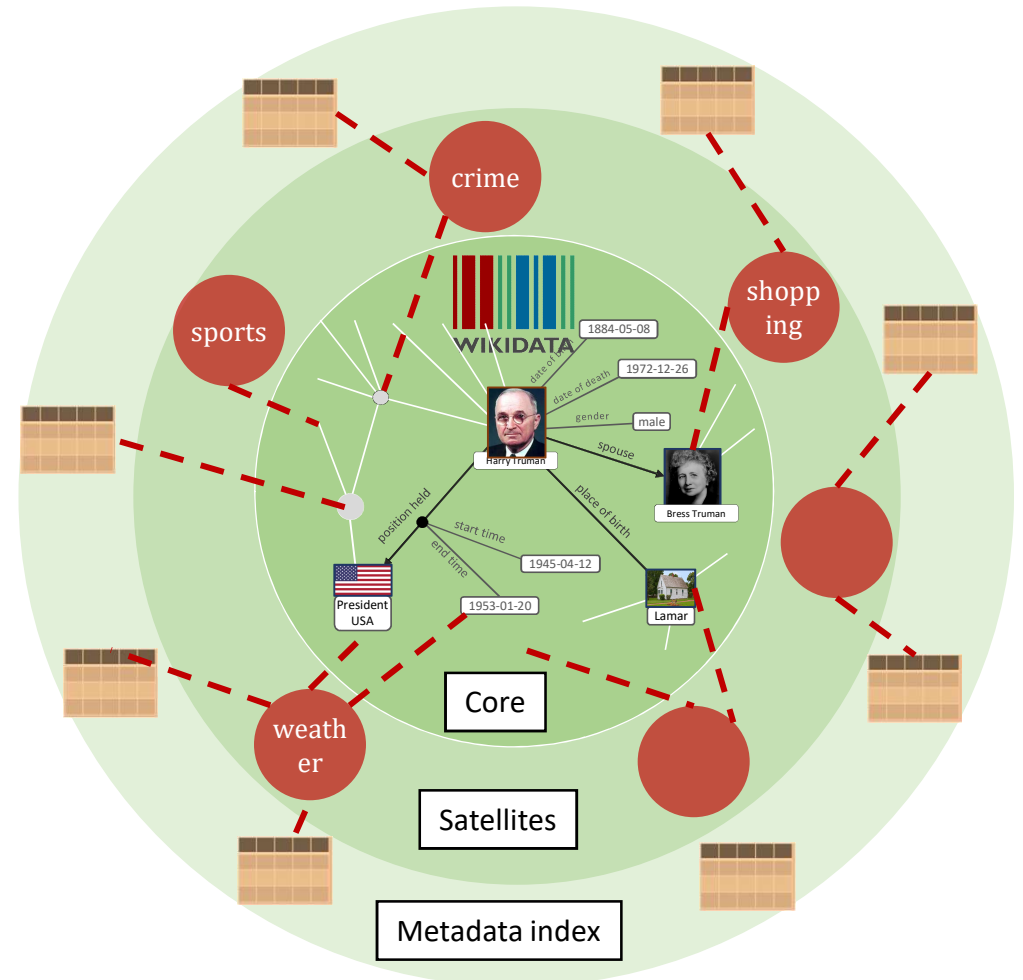 crime
shopp
ing
sports
WIKIDATA
1884-05-08
date of birth
1972-12-26
date of death
gender
male
Harry Truman
spouse
Bress Truman
place of birth
position held
start time
end time
1945-04-12
1953-01-20
President
USA
Lamar
Core
weath
er
Satellites
Metadata index